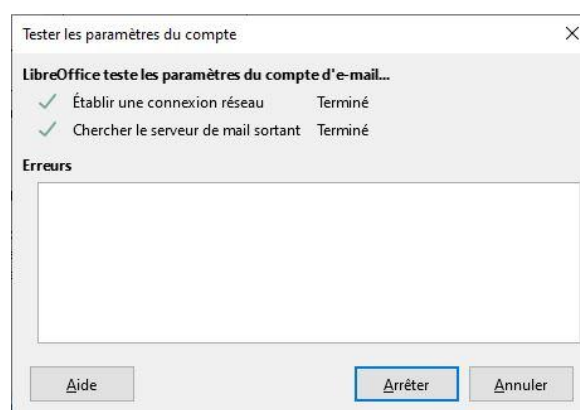 Tester les paramètres du compte
LibreOffice teste les paramètres du compte d'e-mail...
Établir une connexion réseau Terminé
Chercher le serveur de mail sortant Terminé
Erreurs
Aide Arrêter Annuler